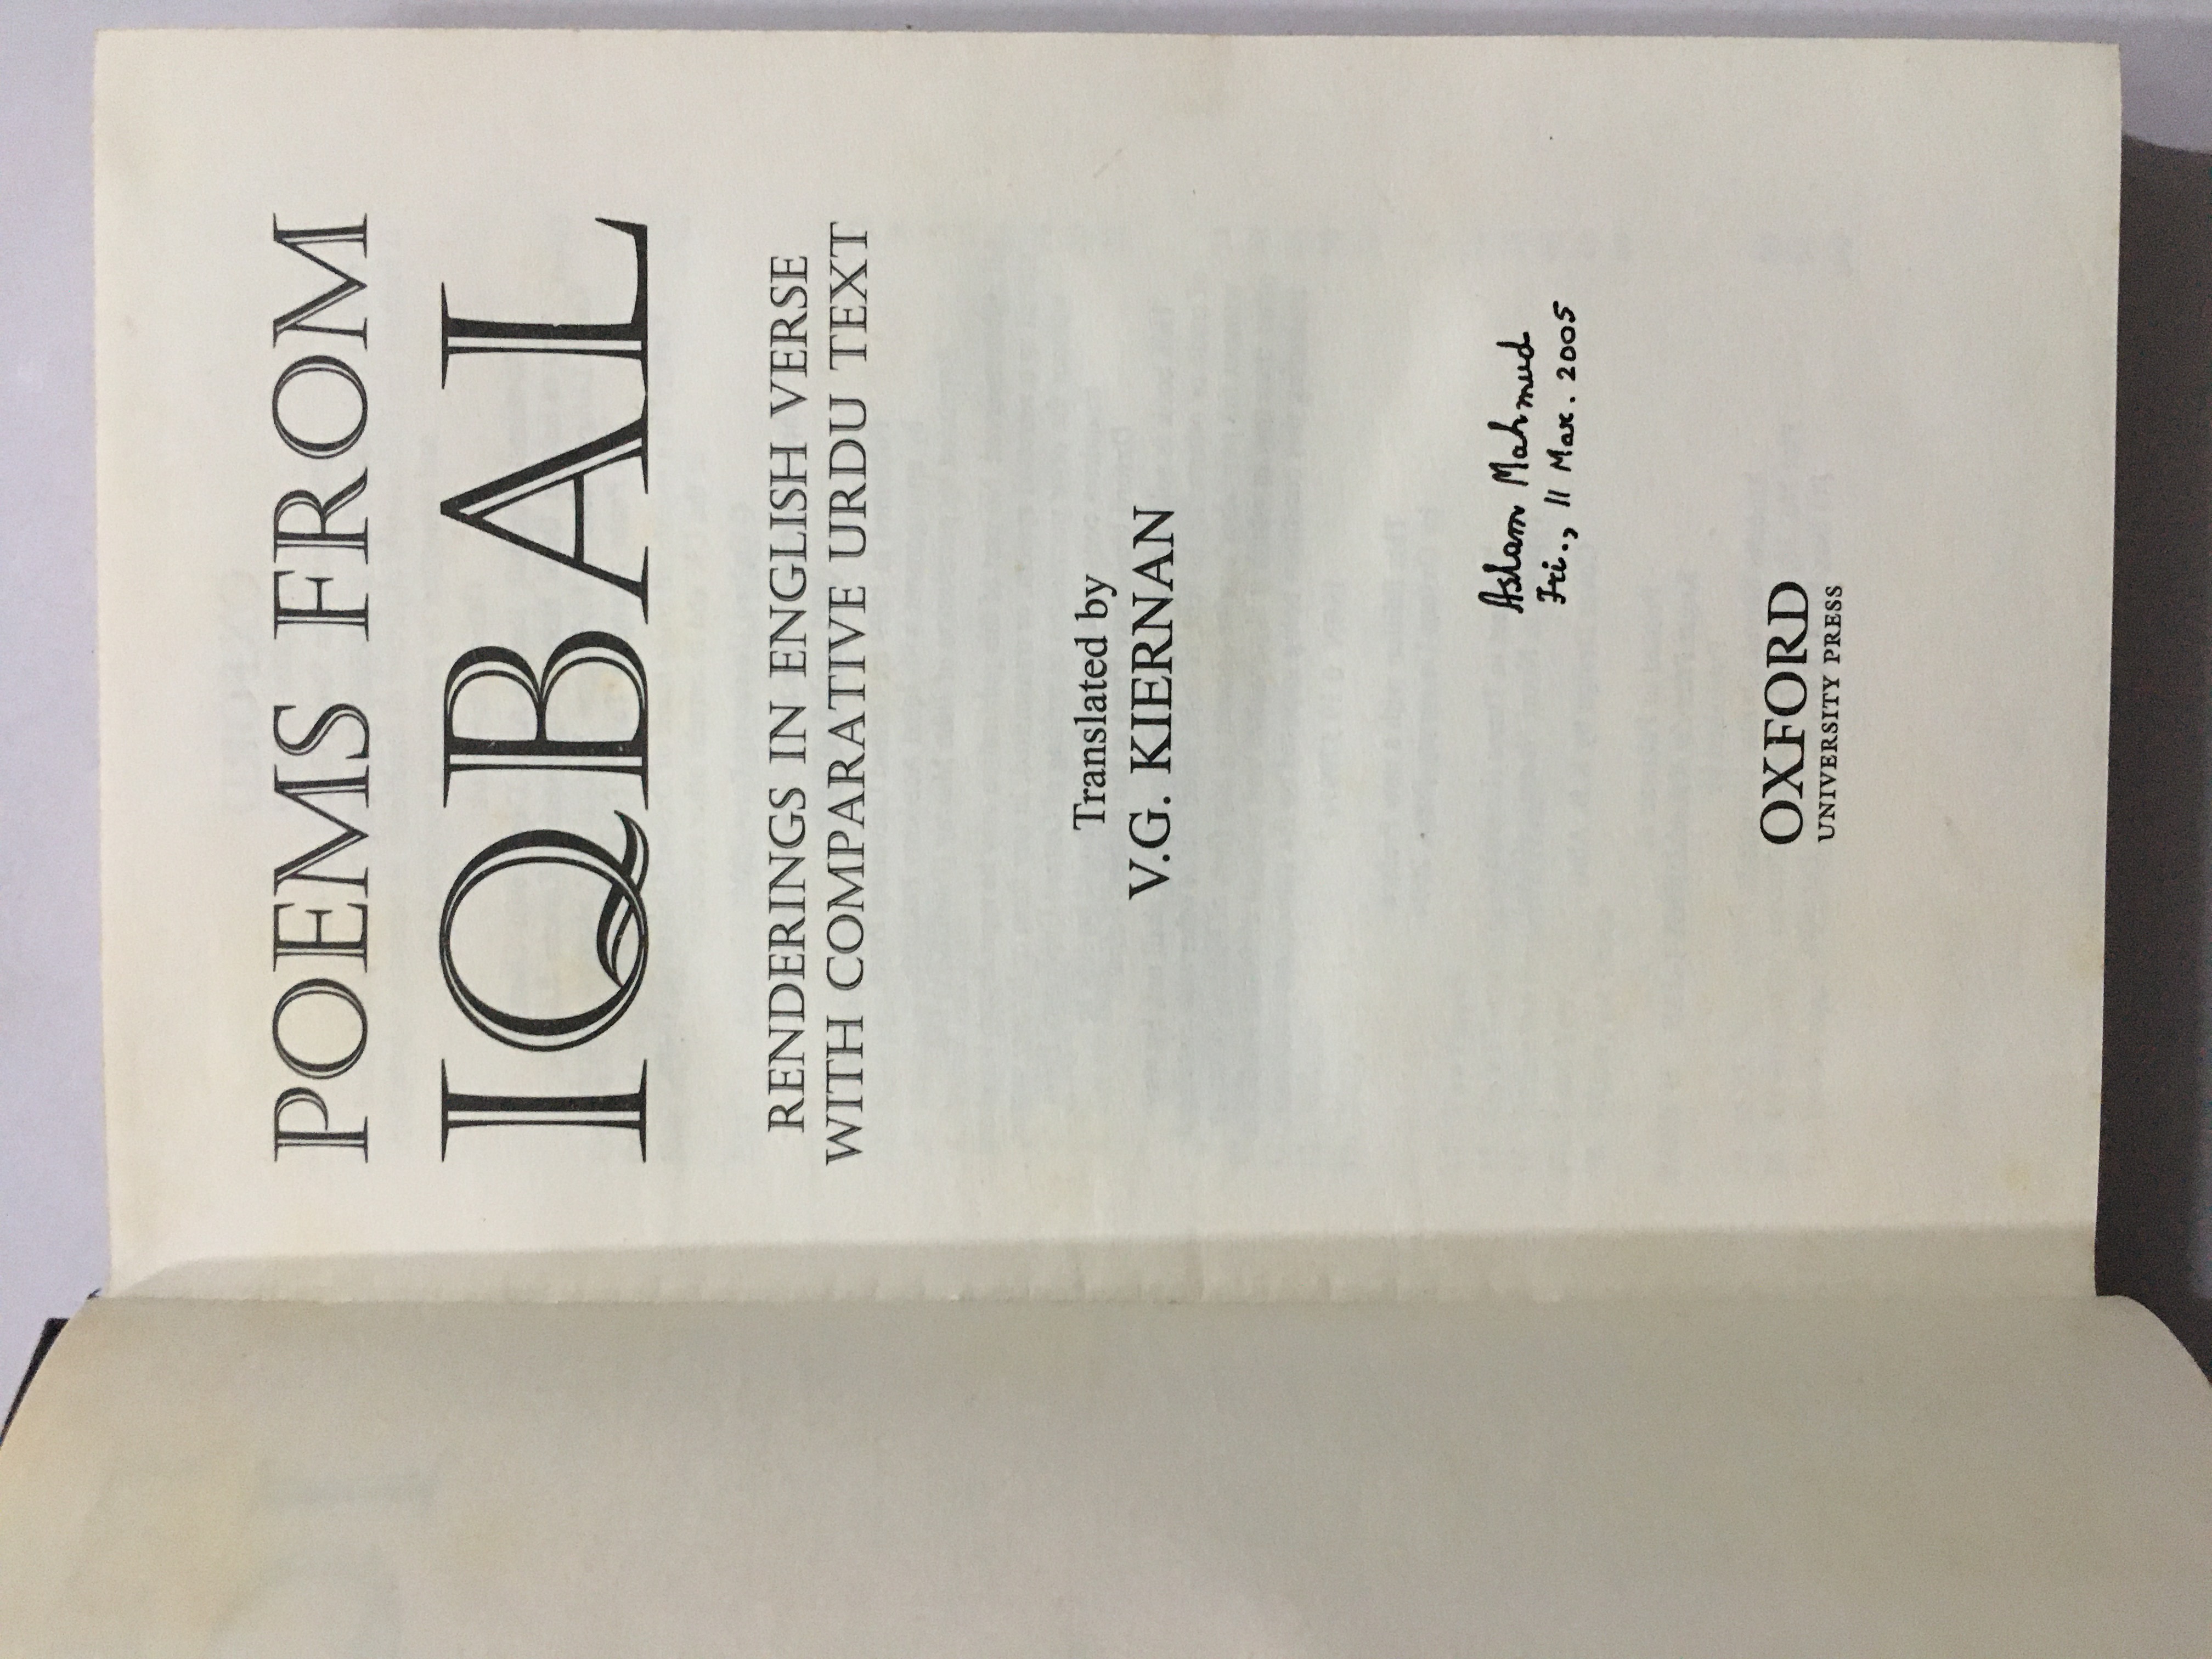 POEMS FROM
IQBAL
RENDERINGS IN ENGLISH VERSE
WITH COMPARATIVE URDU TEXT
Translated by
V.G. KIERNAN
Aslam Mahmud
Fri., 11 Mar. 2005
OXFORD
UNIVERSITY PRESS